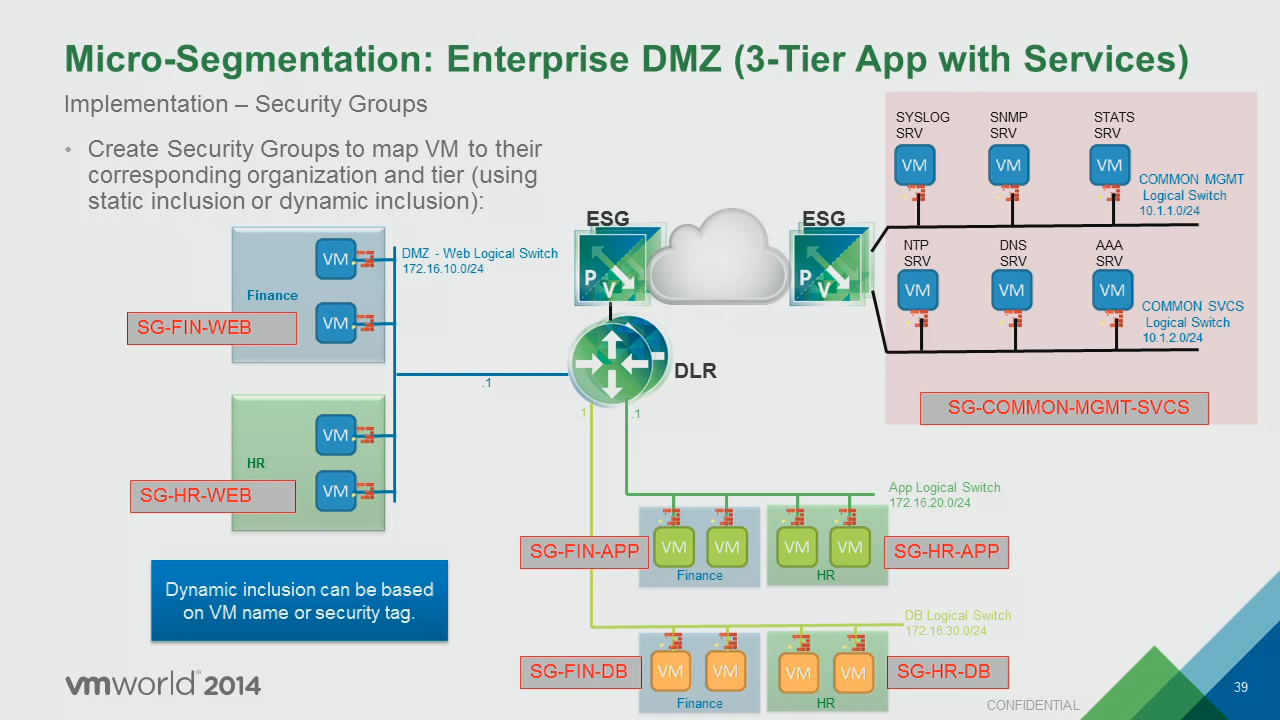 Micro-Segmentation: Enterprise DMZ (3-Tier App with Services)
Implementation – Security Groups
• Create Security Groups to map VM to their
corresponding organization and tier (using
static inclusion or dynamic inclusion):
SYSLOG
SRV
SNMP
SRV
STATS
SRV
VM
VM
VM
COMMON MGMT
Logical Switch
10.1.1.0/24
NTP
SRV
DNS
SRV
AAA
SRV
VM
VM
VM
COMMON SVCS
Logical Switch
10.1.2.0/24
SG-COMMON-MGMT-SVCS
ESG
P
V
ESG
P
V
DLR
VM
DMZ - Web Logical Switch
172.16.10.0/24
Finance
VM
SG-FIN-WEB
.1
VM
HR
VM
SG-HR-WEB
.1
.1
App Logical Switch
172.16.20.0/24
SG-FIN-APP
VM
VM
Finance
VM
VM
HR
SG-HR-APP
Dynamic inclusion can be based
on VM name or security tag.
DB Logical Switch
172.16.30.0/24
SG-FIN-DB
VM
VM
Finance
VM
VM
HR
SG-HR-DB
vmworld® 2014
CONFIDENTIAL
39